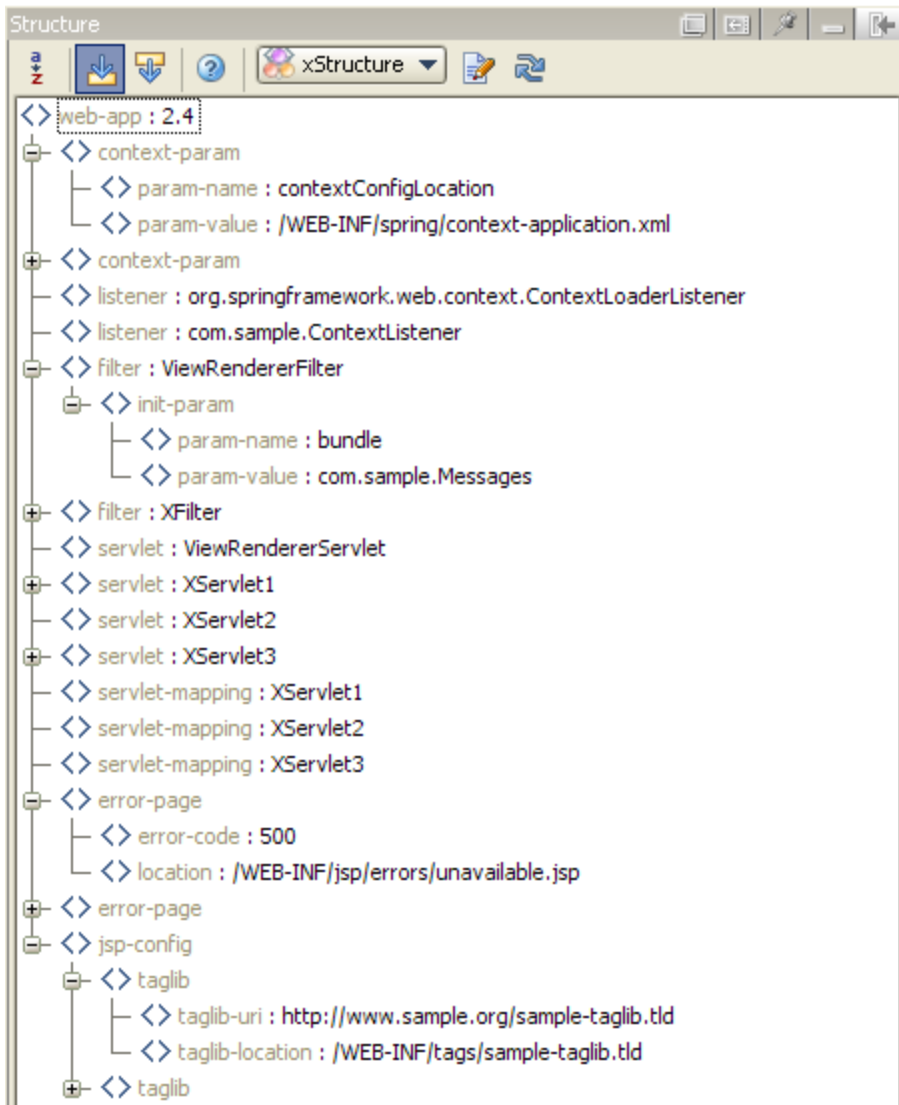 Structure
a
z
xStructure
web-app : 2.4
context-param
param-name : contextConfigLocation
param-value : /WEB-INF/spring/context-application.xml
context-param
listener : org.springframework.web.context.ContextLoaderListener
listener : com.sample.ContextListener
filter : ViewRendererFilter
init-param
param-name : bundle
param-value : com.sample.Messages
filter : XFilter
servlet : ViewRendererServlet
servlet : XServlet1
servlet : XServlet2
servlet : XServlet3
servlet-mapping : XServlet1
servlet-mapping : XServlet2
servlet-mapping : XServlet3
error-page
error-code : 500
location : /WEB-INF/jsp/errors/unavailable.jsp
error-page
jsp-config
taglib
taglib-uri : http://www.sample.org/sample-taglib.tld
taglib-location : /WEB-INF/tags/sample-taglib.tld
taglib